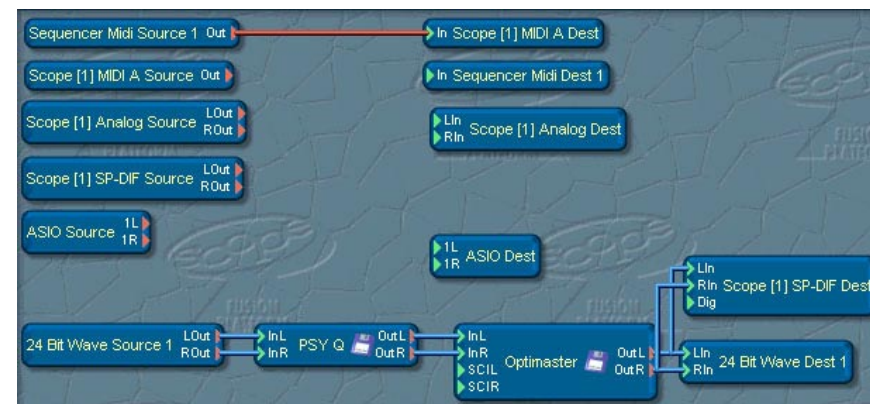 Sequencer Midi Source 1 Out
In Scope [1] MIDI A Dest
Scope [1] MIDI A Source Out
In Sequencer Midi Dest 1
Scope [1] Analog Source LOut
ROut
LIn
RIn Scope [1] Analog Dest
Scope [1] SP-DIF Source LOut
ROut
ASIO Source 1L
1R
1L
1R ASIO Dest
LIn
RIn Scope [1] SP-DIF Dest
Dig
24 Bit Wave Source 1 LOut
ROut
InL
InR PSY Q OutL
OutR
InL
InR
SCIL Optimaster OutL
SCIR OutR
LIn
RIn 24 Bit Wave Dest 1
SCOPE
FUSION
PLATFORM